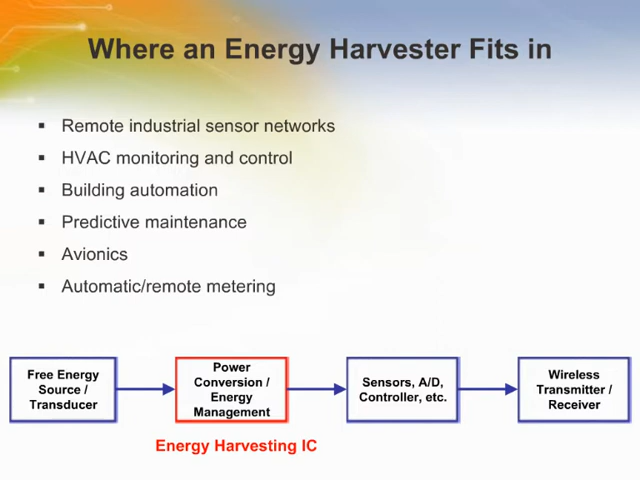 Where an Energy Harvester Fits in
▪ Remote industrial sensor networks
▪ HVAC monitoring and control
▪ Building automation
▪ Predictive maintenance
▪ Avionics
▪ Automatic/remote metering
Free Energy
Source /
Transducer
Power
Conversion /
Energy
Management
Sensors, A/D,
Controller, etc.
Wireless
Transmitter /
Receiver
Energy Harvesting IC